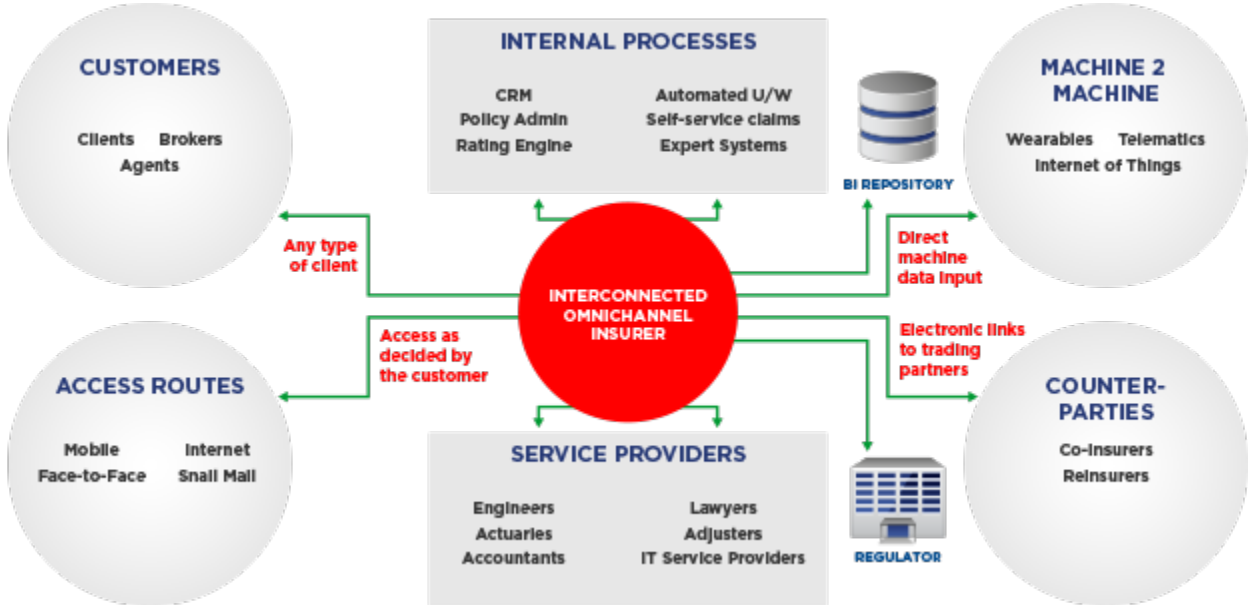 CUSTOMERS
Clients Brokers
Agents
INTERNAL PROCESSES
CRM Automated U/W
Policy Admin Self-service claims
Rating Engine Expert Systems
BI REPOSITORY
MACHINE 2
MACHINE
Wearables Telematics
Internet of Things
Any type
of client
Direct
machine
data input
INTERCONNECTED
OMNICHANNEL
INSURER
Access as
decided by
the customer
Electronic links
to trading
partners
ACCESS ROUTES
Mobile Internet
Face-to-Face Snail Mail
SERVICE PROVIDERS
Engineers Lawyers
Actuaries Adjusters
Accountants IT Service Providers
REGULATOR
COUNTER-
PARTIES
Co-insurers
Reinsurers